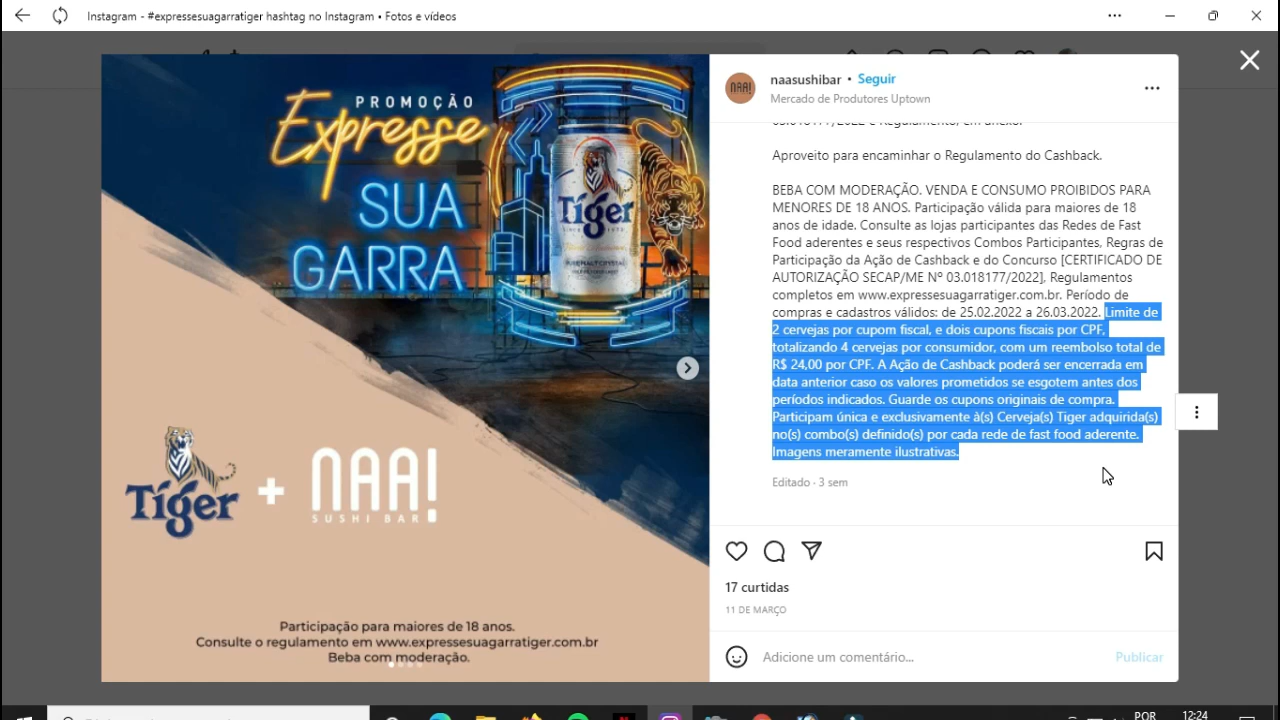 Instagram - #expressesuagarratiger hashtag no Instagram • Fotos e vídeos
PROMOÇÃO
Expresse
SUA
GARRA
Tiger
Tiger
+
NAA!
SUSHI BAR
Participação para maiores de 18 anos.
Consulte o regulamento em www.expressesuagarratiger.com.br
Beba com moderação.
NAA!
naasushibar • Seguir
Mercado de Produtores Uptown
03.018177/2022 e Regulamento, em anexo.
Aproveito para encaminhar o Regulamento do Cashback.
BEBA COM MODERAÇÃO. VENDA E CONSUMO PROIBIDOS PARA
MENORES DE 18 ANOS. Participação válida para maiores de 18
anos de idade. Consulte as lojas participantes das Redes de Fast
Food aderentes e seus respectivos Combos Participantes, Regras de
Participação da Ação de Cashback e do Concurso [CERTIFICADO DE
AUTORIZAÇÃO SECAP/ME Nº 03.018177/2022], Regulamentos
completos em www.expressesuagarratiger.com.br. Período de
compras e cadastros válidos: de 25.02.2022 a 26.03.2022. Limite de
2 cervejas por cupom fiscal, e dois cupons fiscais por CPF,
totalizando 4 cervejas por consumidor, com um reembolso total de
R$ 24,00 por CPF. A Ação de Cashback poderá ser encerrada em
data anterior caso os valores prometidos se esgotem antes dos
períodos indicados. Guarde os cupons originais de compra.
Participam única e exclusivamente à(s) Cerveja(s) Tiger adquirida(s)
no(s) combo(s) definido(s) por cada rede de fast food aderente.
Imagens meramente ilustrativas.
Editado · 3 sem
17 curtidas
11 DE MARÇO
Adicione um comentário...
Publicar
POR
12:24